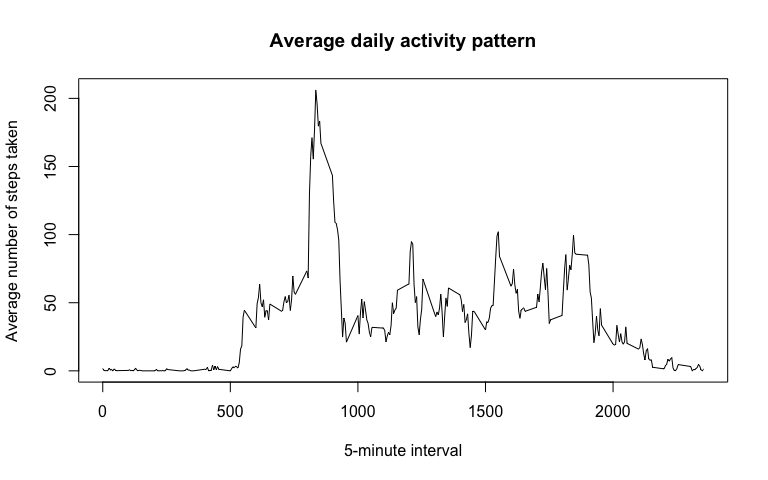 Average daily activity pattern
Average number of steps taken
200
150
100
50
0
0 500 1000 1500 2000
5-minute interval